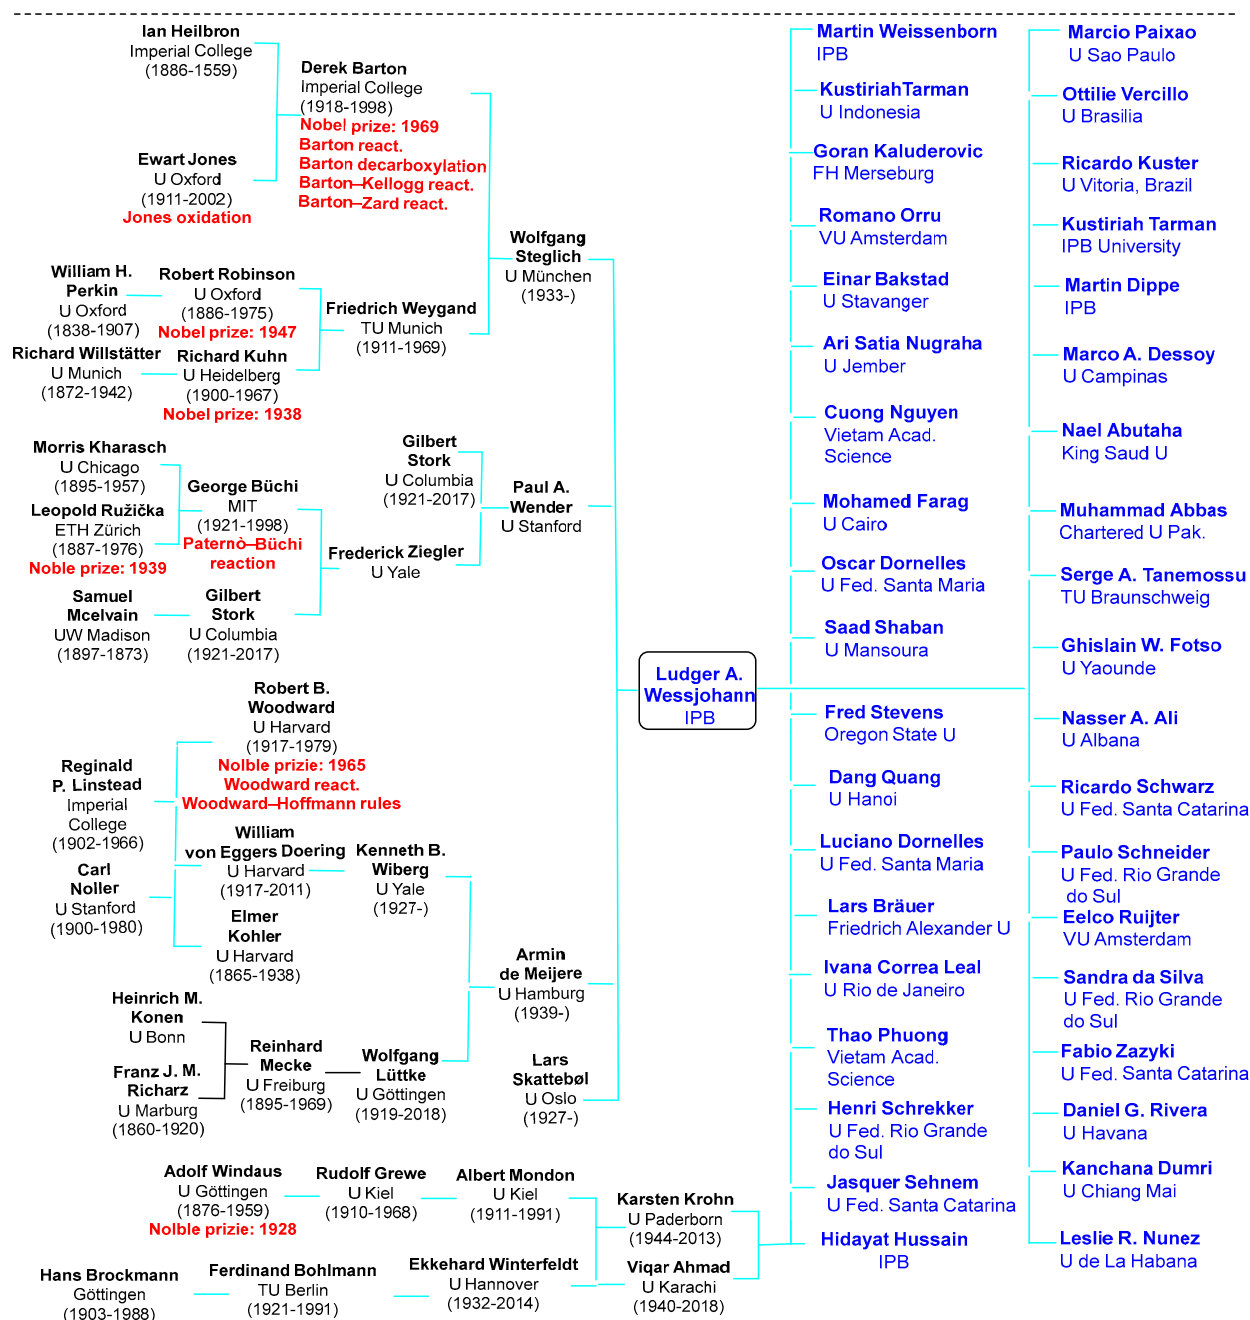 Ian Heilbron
Imperial College
(1886-1559)
Derek Barton
Imperial College
(1918-1998)
Nobel prize: 1969
Barton react.
Barton decarboxylation
Barton–Kellogg react.
Barton–Zard react.
Ewart Jones
U Oxford
(1911-2002)
Jones oxidation
Wolfgang
Steglich
U München
(1933-)
William H.
Perkin
U Oxford
(1838-1907)
Robert Robinson
U Oxford
(1886-1975)
Nobel prize: 1947
Friedrich Weygand
TU Munich
(1911-1969)
Richard Willstätter
U Munich
(1872-1942)
Richard Kuhn
U Heidelberg
(1900-1967)
Nobel prize: 1938
Morris Kharasch
U Chicago
(1895-1957)
Gilbert
Stork
U Columbia
(1921-2017)
George Büchi
MIT
(1921-1998)
Paternò–Büchi
reaction
Leopold Ružička
ETH Zürich
(1887-1976)
Noble prize: 1939
Paul A.
Wender
U Stanford
Frederick Ziegler
U Yale
Samuel
Mcelvain
UW Madison
(1897-1873)
Gilbert
Stork
U Columbia
(1921-2017)
Robert B.
Woodward
U Harvard
(1917-1979)
Nolble prizie: 1965
Woodward react.
Woodward–Hoffmann rules
Reginald
P. Linstead
Imperial
College
(1902-1966)
William
von Eggers Doering
U Harvard
(1917-2011)
Kenneth B.
Wiberg
U Yale
(1927-)
Carl
Noller
U Stanford
(1900-1980)
Elmer
Kohler
U Harvard
(1865-1938)
Armin
de Meijere
U Hamburg
(1939-)
Heinrich M.
Konen
U Bonn
Franz J. M.
Richarz
U Marburg
(1860-1920)
Reinhard
Mecke
U Freiburg
(1895-1969)
Wolfgang
Lüttke
U Göttingen
(1919-2018)
Lars
Skattebøl
U Oslo
(1927-)
Adolf Windaus
U Göttingen
(1876-1959)
Nolble prizie: 1928
Rudolf Grewe
U Kiel
(1910-1968)
Albert Mondon
U Kiel
(1911-1991)
Karsten Krohn
U Paderborn
(1944-2013)
Hans Brockmann
Göttingen
(1903-1988)
Ferdinand Bohlmann
TU Berlin
(1921-1991)
Ekkehard Winterfeldt
U Hannover
(1932-2014)
Viqar Ahmad
U Karachi
(1940-2018)
Ludger A.
Wessjohann
IPB
Martin Weissenborn
IPB
KustiriahTarman
U Indonesia
Goran Kaluderovic
FH Merseburg
Romano Orru
VU Amsterdam
Einar Bakstad
U Stavanger
Ari Satia Nugraha
U Jember
Cuong Nguyen
Vietam Acad.
Science
Mohamed Farag
U Cairo
Oscar Dornelles
U Fed. Santa Maria
Saad Shaban
U Mansoura
Fred Stevens
Oregon State U
Dang Quang
U Hanoi
Luciano Dornelles
U Fed. Santa Maria
Lars Bräuer
Friedrich Alexander U
Ivana Correa Leal
U Rio de Janeiro
Thao Phuong
Vietam Acad.
Science
Henri Schrekker
U Fed. Rio Grande
do Sul
Jasquer Sehnem
U Fed. Santa Catarina
Hidayat Hussain
IPB
Marcio Paixao
U Sao Paulo
Ottilie Vercillo
U Brasilia
Ricardo Kuster
U Vitoria, Brazil
Kustiriah Tarman
IPB University
Martin Dippe
IPB
Marco A. Dessoy
U Campinas
Nael Abutaha
King Saud U
Muhammad Abbas
Chartered U Pak.
Serge A. Tanemossu
TU Braunschweig
Ghislain W. Fotso
U Yaounde
Nasser A. Ali
U Albana
Ricardo Schwarz
U Fed. Santa Catarina
Paulo Schneider
U Fed. Rio Grande
do Sul
Eelco Ruijter
VU Amsterdam
Sandra da Silva
U Fed. Rio Grande
do Sul
Fabio Zazyki
U Fed. Santa Catarina
Daniel G. Rivera
U Havana
Kanchana Dumri
U Chiang Mai
Leslie R. Nunez
U de La Habana